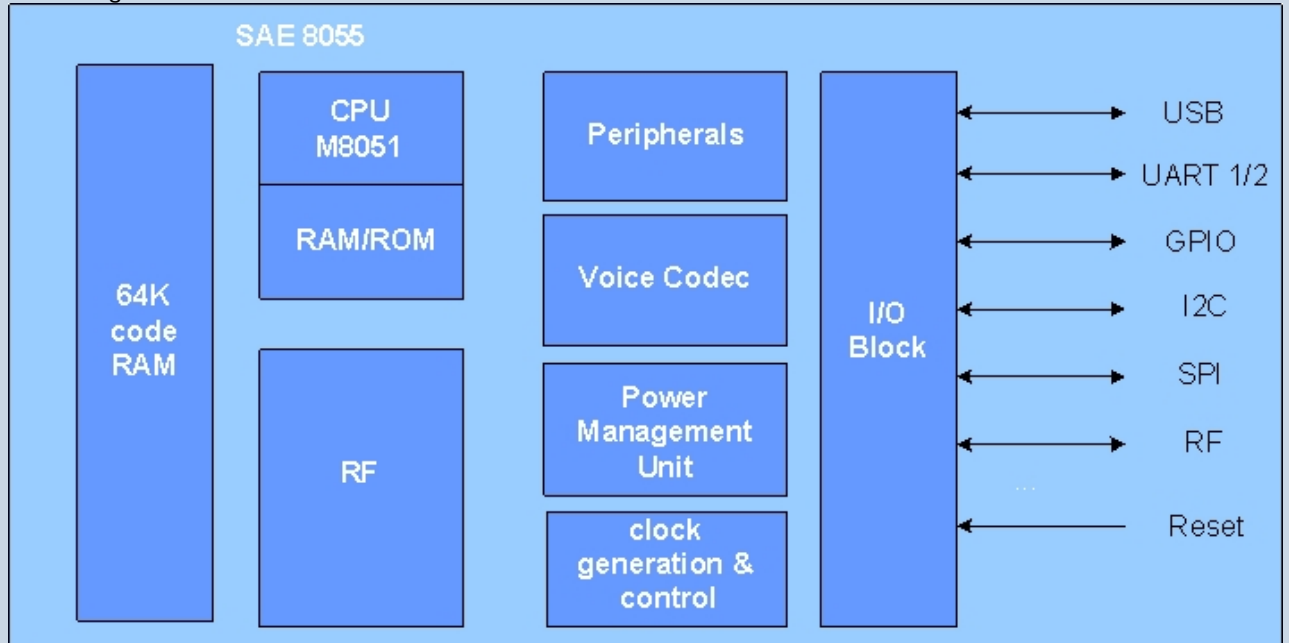 SAE 8055
64K
code
RAM
CPU
M8051
RAM/ROM
RF
Peripherals
Voice Codec
Power
Management
Unit
clock
generation &
control
I/O
Block
USB
UART 1/2
GPIO
I2C
SPI
RF
...
Reset